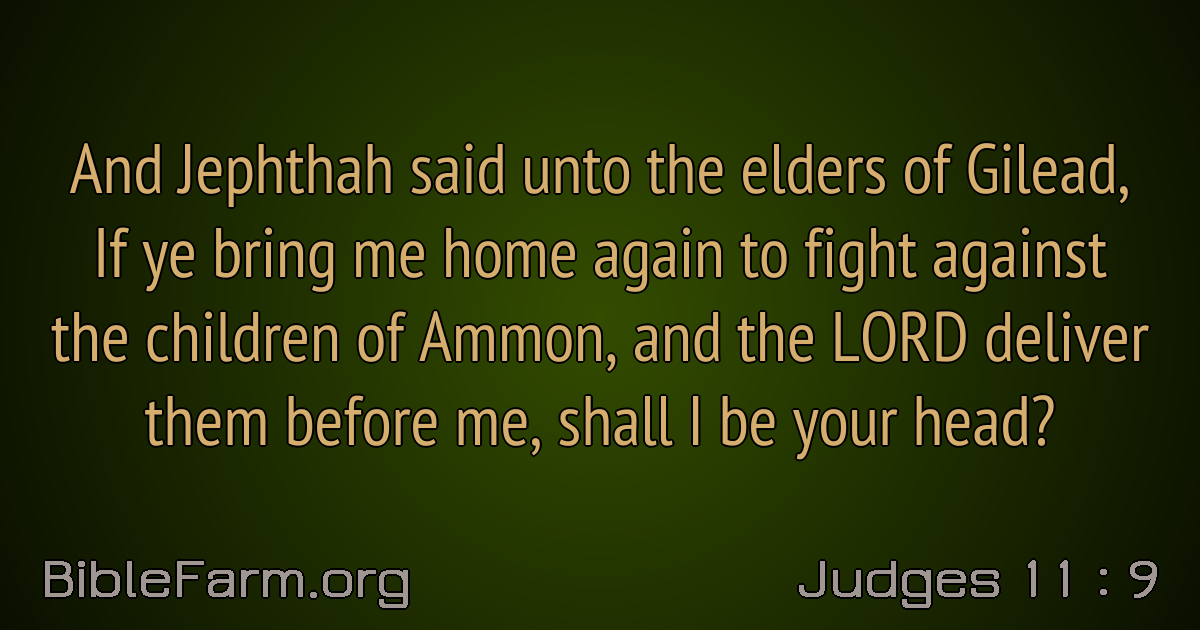 And Jephthah said unto the elders of Gilead,
If ye bring me home again to fight against
the children of Ammon, and the LORD deliver
them before me, shall I be your head?
BibleFarm.org
Judges 11 : 9